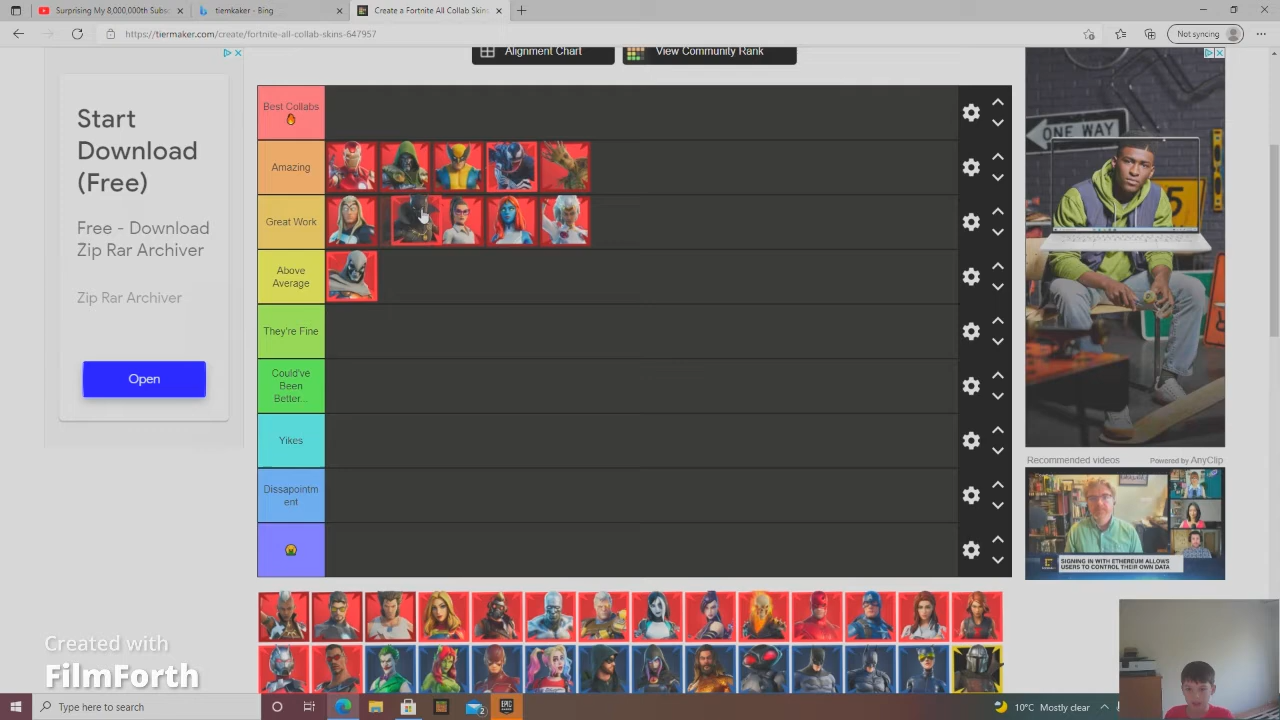 Surprising My 8,000,000th Subs
tiermaker - Bing
Create a Fortnite All Collab Skins
https://tiermaker.com/create/fortnite-all-collab-skins-647957
Not syncing
Alignment Chart
View Community Rank
Start
Download
(Free)
Free - Download
Zip Rar Archiver
Zip Rar Archiver
Open
Best Collabs
Amazing
Great Work
Above
Average
They're Fine
Could've
Been
Better...
Yikes
Dissapointm
ent
ONE WAY
Recommended videos
Powered by AnyClip
SIGNING IN WITH ETHEREUM ALLOWS
USERS TO CONTROL THEIR OWN DATA
Created with
FilmForth
Type here to search
2
EPIC
10°C Mostly clear